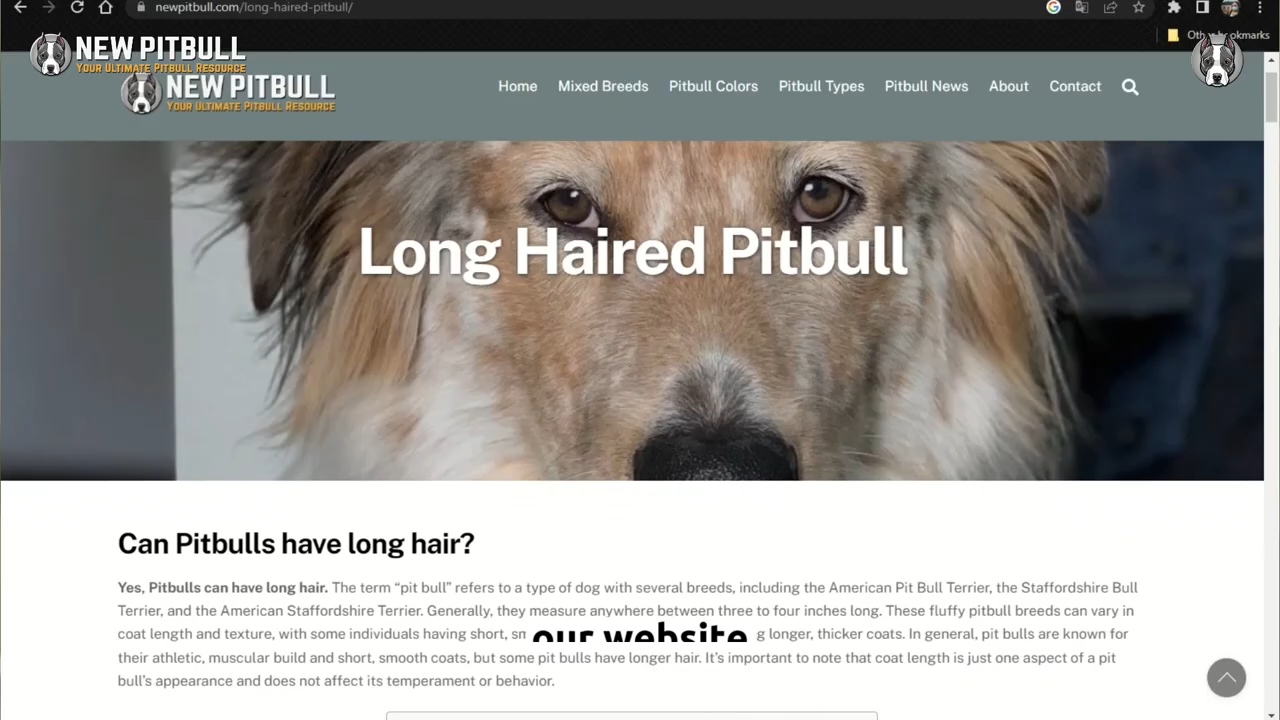 newpitbull.com/long-haired-pitbull/
NEW PITBULL
YOUR ULTIMATE PITBULL RESOURCE
NEW PITBULL
YOUR ULTIMATE PITBULL RESOURCE
Home Mixed Breeds Pitbull Colors Pitbull Types Pitbull News About Contact
Long Haired Pitbull
Can Pitbulls have long hair?
Yes, Pitbulls can have long hair. The term “pit bull” refers to a type of dog with several breeds, including the American Pit Bull Terrier, the Staffordshire Bull
Terrier, and the American Staffordshire Terrier. Generally, they measure anywhere between three to four inches long. These fluffy pitbull breeds can vary in
coat length and texture, with some individuals having short, longer, thicker coats. In general, pit bulls are known for
our website
their athletic, muscular build and short, smooth coats, but some pit bulls have longer hair. It's important to note that coat length is just one aspect of a pit
bull's appearance and does not affect its temperament or behavior.